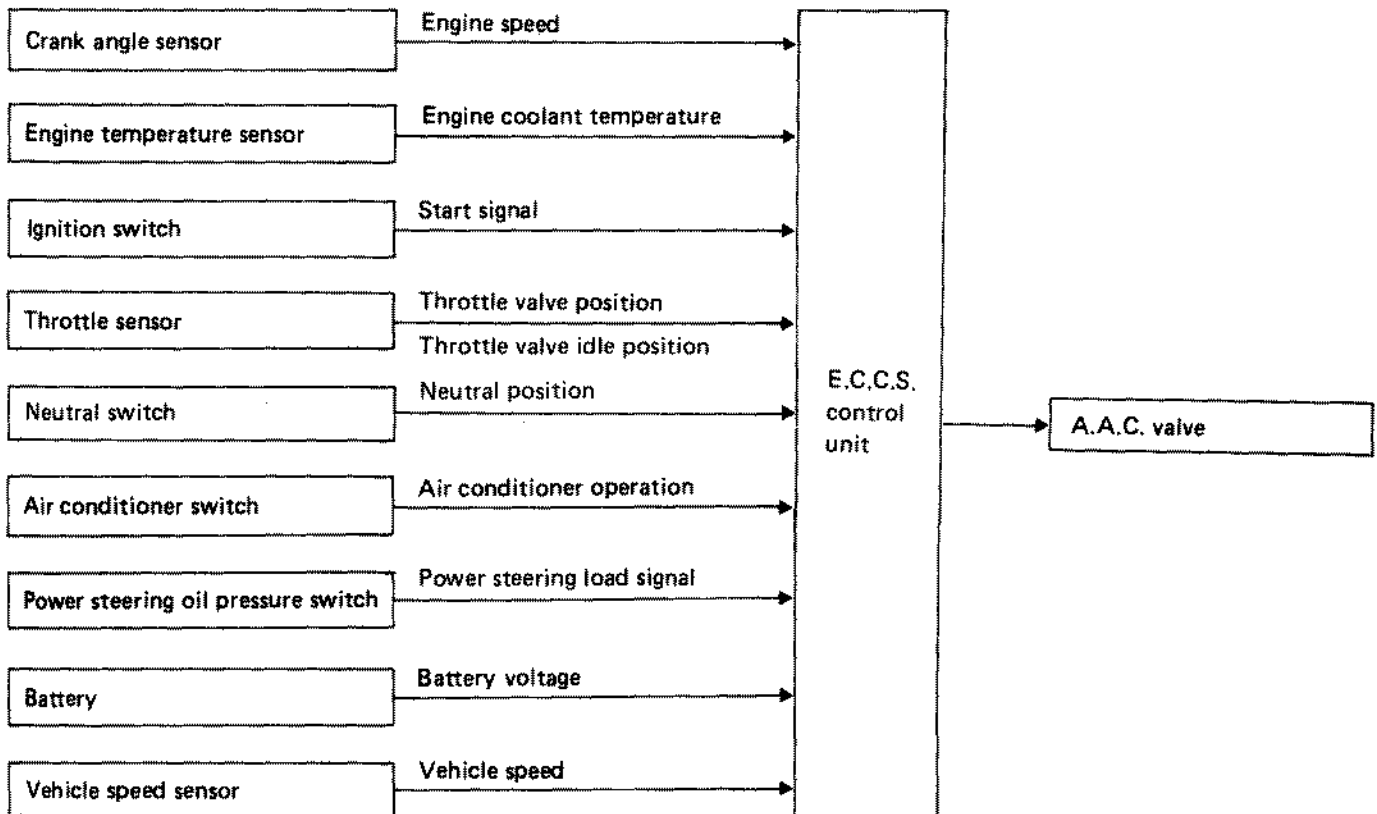 Crank angle sensor
Engine speed
Engine temperature sensor
Engine coolant temperature
Ignition switch
Start signal
Throttle sensor
Throttle valve position
Throttle valve idle position
Neutral switch
Neutral position
Air conditioner switch
Air conditioner operation
Power steering oil pressure switch
Power steering load signal
Battery
Battery voltage
Vehicle speed sensor
Vehicle speed
E.C.C.S.
control
unit
A.A.C. valve